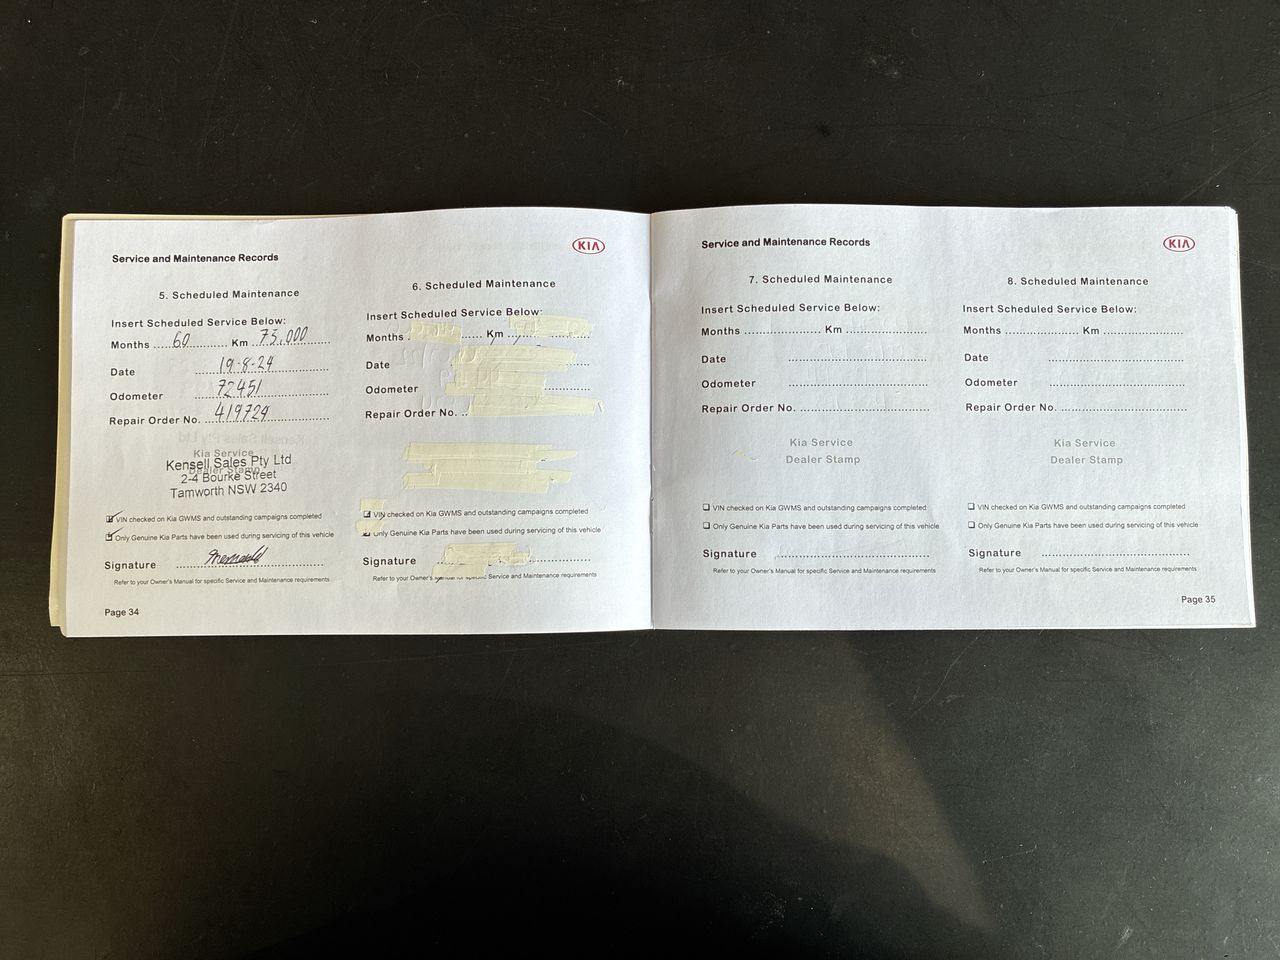 Service and Maintenance Records
KIA
5. Scheduled Maintenance
Insert Scheduled Service Below:
Months 60 Km 75,000
Date 19-8-24
Odometer 72451
Repair Order No. 419724
Kia Service
Dealer Stamp
Kensell Sales Pty Ltd
2-4 Bourke Street
Tamworth NSW 2340
VIN checked on Kia GWMS and outstanding campaigns completed
Only Genuine Kia Parts have been used during servicing of this vehicle
Signature
Refer to your Owner's Manual for specific Service and Maintenance requirements
Page 34
6. Scheduled Maintenance
Insert Scheduled Service Below:
Months Km
Date
Odometer
Repair Order No.
VIN checked on Kia GWMS and outstanding campaigns completed
Only Genuine Kia Parts have been used during servicing of this vehicle
Signature
Refer to your Owner's Service and Maintenance requirements
Service and Maintenance Records
KIA
7. Scheduled Maintenance
Insert Scheduled Service Below:
Months Km
Date
Odometer
Repair Order No.
Kia Service
Dealer Stamp
VIN checked on Kia GWMS and outstanding campaigns completed
Only Genuine Kia Parts have been used during servicing of this vehicle
Signature
Refer to your Owner's Manual for specific Service and Maintenance requirements
8. Scheduled Maintenance
Insert Scheduled Service Below:
Months Km
Date
Odometer
Repair Order No.
Kia Service
Dealer Stamp
VIN checked on Kia GWMS and outstanding campaigns completed
Only Genuine Kia Parts have been used during servicing of this vehicle
Signature
Refer to your Owner's Manual for specific Service and Maintenance requirements
Page 35